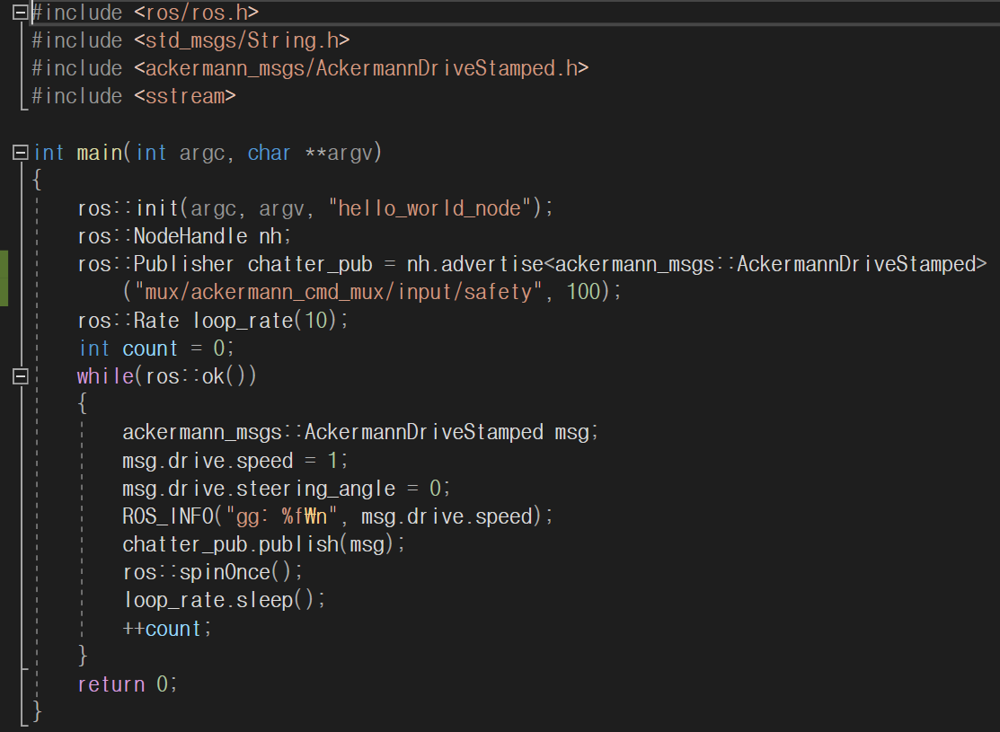 #include <ros/ros.h>
#include <std_msgs/String.h>
#include <ackermann_msgs/AckermannDriveStamped.h>
#include <sstream>
int main(int argc, char **argv)
{
ros::init(argc, argv, "hello_world_node");
ros::NodeHandle nh;
ros::Publisher chatter_pub = nh.advertise<ackermann_msgs::AckermannDriveStamped>
("mux/ackermann_cmd_mux/input/safety", 100);
ros::Rate loop_rate(10);
int count = 0;
while(ros::ok())
{
ackermann_msgs::AckermannDriveStamped msg;
msg.drive.speed = 1;
msg.drive.steering_angle = 0;
ROS_INFO("gg: %f₩n", msg.drive.speed);
chatter_pub.publish(msg);
ros::spinOnce();
loop_rate.sleep();
++count;
}
return 0;
}